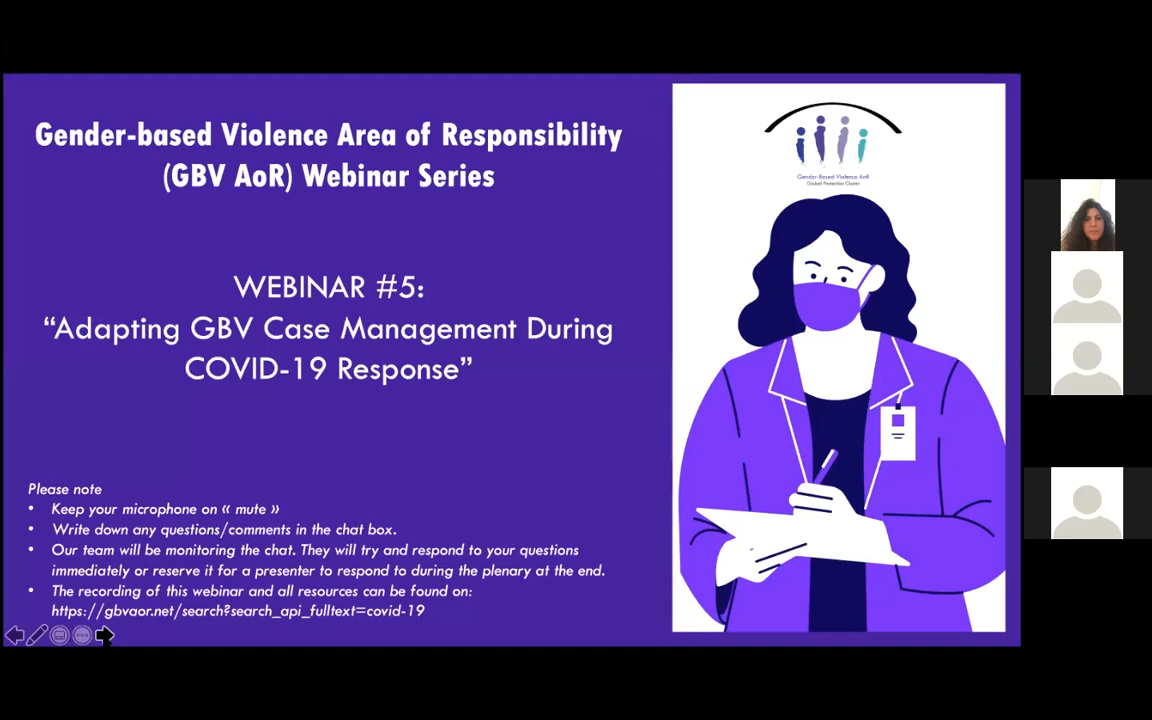 Gender-based Violence Area of Responsibility
(GBV AoR) Webinar Series
WEBINAR #5:
“Adapting GBV Case Management During
COVID-19 Response”
Please note
• Keep your microphone on « mute »
• Write down any questions/comments in the chat box.
• Our team will be monitoring the chat. They will try and respond to your questions
immediately or reserve it for a presenter to respond to during the plenary at the end.
• The recording of this webinar and all resources can be found on:
https://gbvaor.net/search?search_api_fulltext=covid-19
Gender-Based Violence AoR
Global Protection Cluster